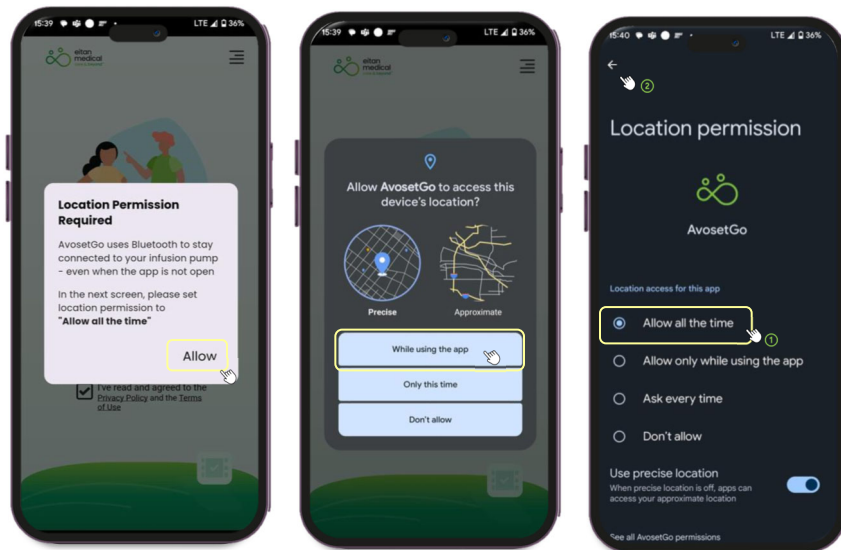 15:39
LTE 36%
eitan
medical
Location Permission
Required
AvosetGo uses Bluetooth to stay
connected to your infusion pump
- even when the app is not open
In the next screen, please set
location permission to
"Allow all the time"
Allow
I've read and agreed to the
Privacy Policy and the Terms
of Use
15:39
LTE 36%
eitan
medical
Allow AvosetGo to access this
device's location?
Precise
Approximate
While using the app
Only this time
Don't allow
15:40
LTE 36%
2
Location permission
AvosetGo
Location access for this app
Allow all the time
1
Allow only while using the app
Ask every time
Don't allow
Use precise location
When precise location is off, apps can
access your approximate location
See all AvosetGo permissions